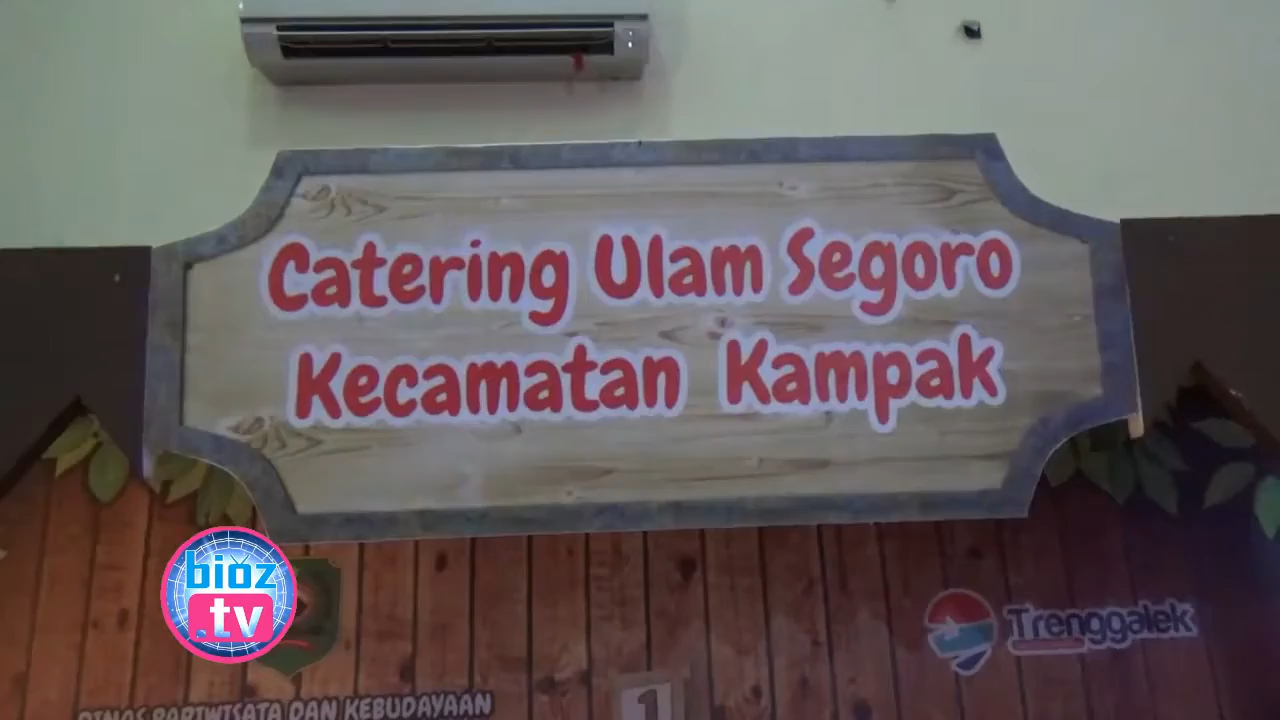 Catering Ulam Segoro
Kecamatan Kampak
bioz
.tv
Trenggalek
DINAS PARIWISATA DAN KEBUDAYAAN
1